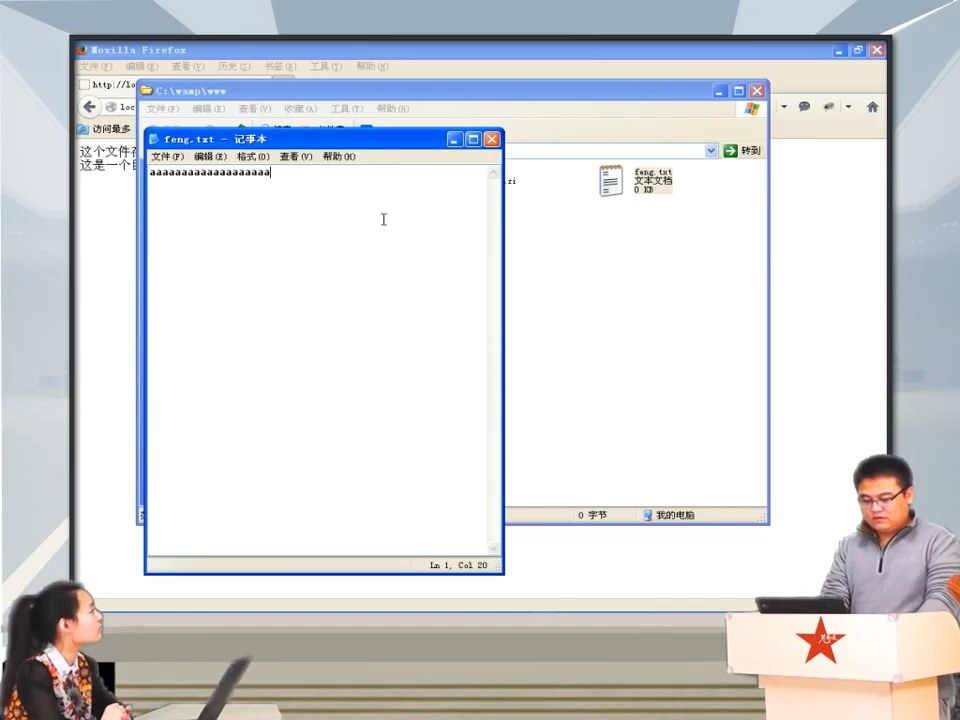 Mozilla Firefox
文件(F) 编辑(E) 查看(V) 历史(S) 书签(B) 工具(T) 帮助(H)
http://lo
C:\wamp\www
loc
文件(F) 编辑(E) 查看(V) 收藏(A) 工具(T) 帮助(H)
访问最多
feng.txt - 记事本
转到
这个文件
文件(F) 编辑(E) 格式(O) 查看(V) 帮助(H)
这是一个
aaaaaaaaaaaaaaaaaaa
feng.txt
文本文档
0 KB
0 字节 我的电脑
Ln 1, Col 20